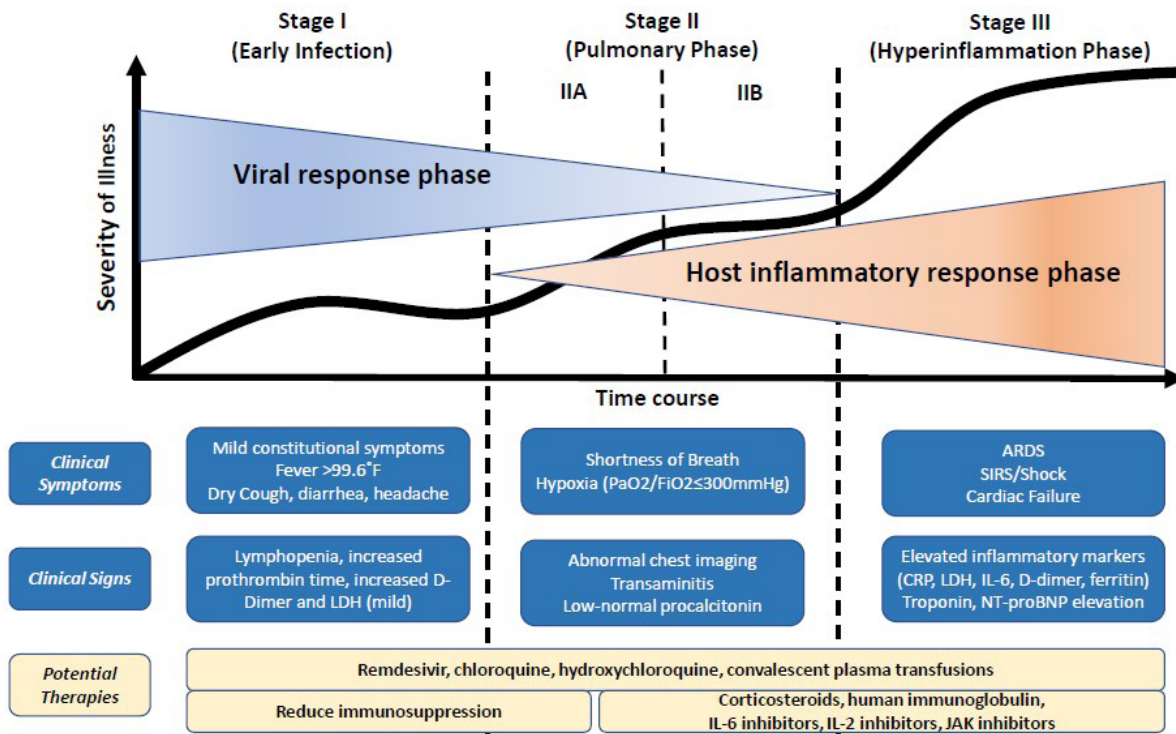 Stage I
(Early Infection)
Stage II
(Pulmonary Phase)
Stage III
(Hyperinflammation Phase)
IIA
IIB
Severity of Illness
Viral response phase
Host inflammatory response phase
Time course
Clinical
Symptoms
Mild constitutional symptoms
Fever >99.6°F
Dry Cough, diarrhea, headache
Shortness of Breath
Hypoxia (PaO2/FiO2≤300mmHg)
ARDS
SIRS/Shock
Cardiac Failure
Clinical Signs
Lymphopenia, increased
prothrombin time, increased D-
Dimer and LDH (mild)
Abnormal chest imaging
Transaminitis
Low-normal procalcitonin
Elevated inflammatory markers
(CRP, LDH, IL-6, D-dimer, ferritin)
Troponin, NT-proBNP elevation
Potential
Therapies
Remdesivir, chloroquine, hydroxychloroquine, convalescent plasma transfusions
Reduce immunosuppression
Corticosteroids, human immunoglobulin,
IL-6 inhibitors, IL-2 inhibitors, JAK inhibitors